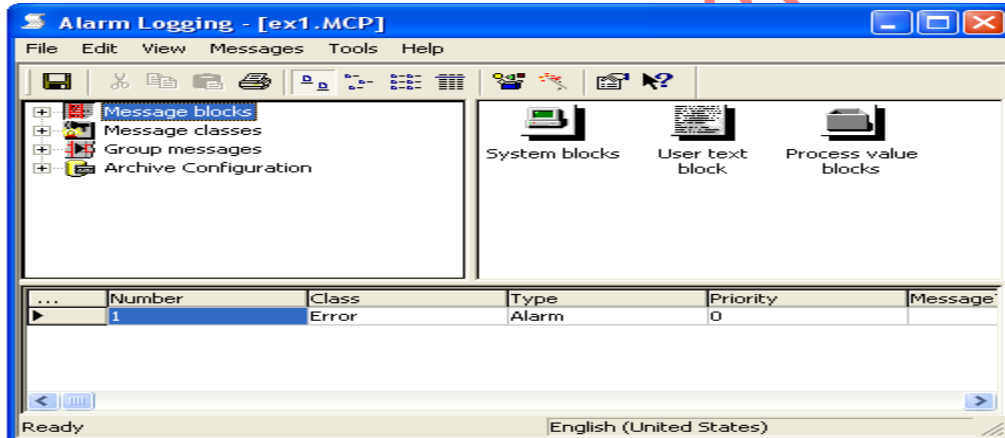 Alarm Logging - [ex1.MCP]
File Edit View Messages Tools Help
Message blocks
Message classes
Group messages
Archive Configuration
System blocks User text block Process value blocks
... Number Class Type Priority Message
1 Error Alarm 0
Ready English (United States)